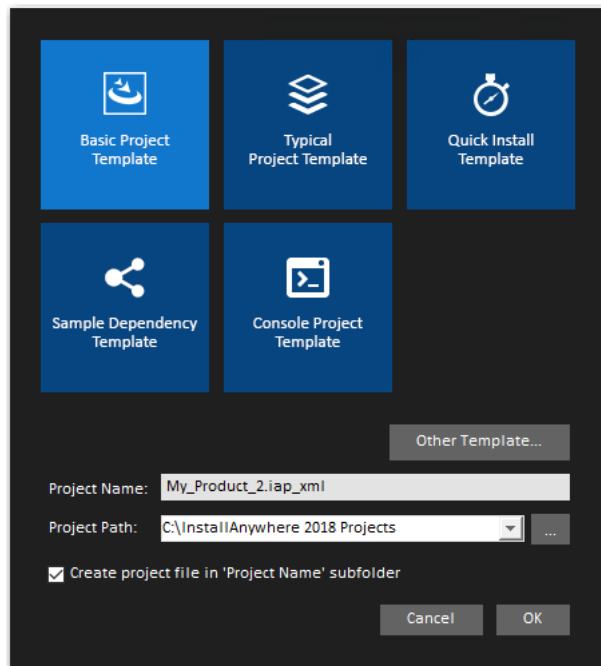 Basic Project
Template
Typical
Project Template
Quick Install
Template
Sample Dependency
Template
Console Project
Template
Other Template...
Project Name: My_Product_2.iap_xml
Project Path: C:\InstallAnywhere 2018 Projects ...
Create project file in 'Project Name' subfolder
Cancel OK